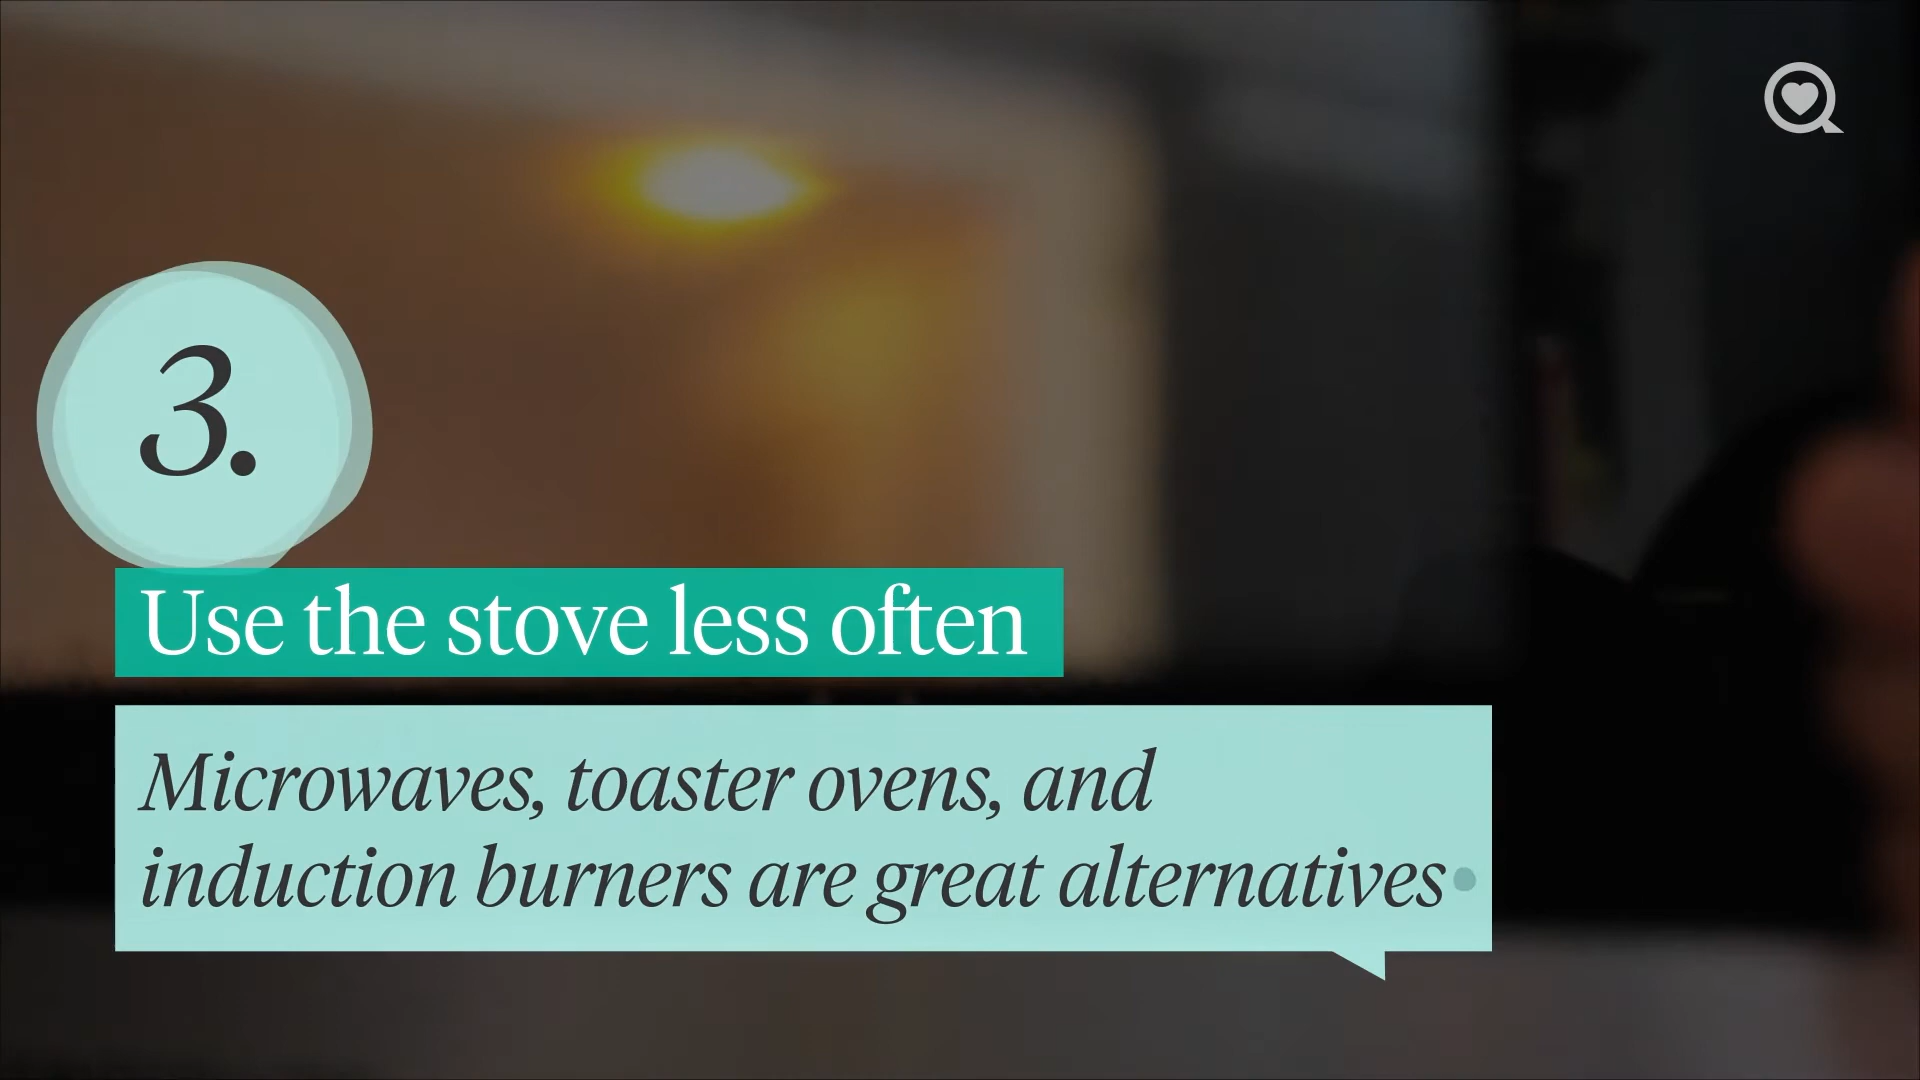 3.
Use the stove less often
Microwaves, toaster ovens, and
induction burners are great alternatives